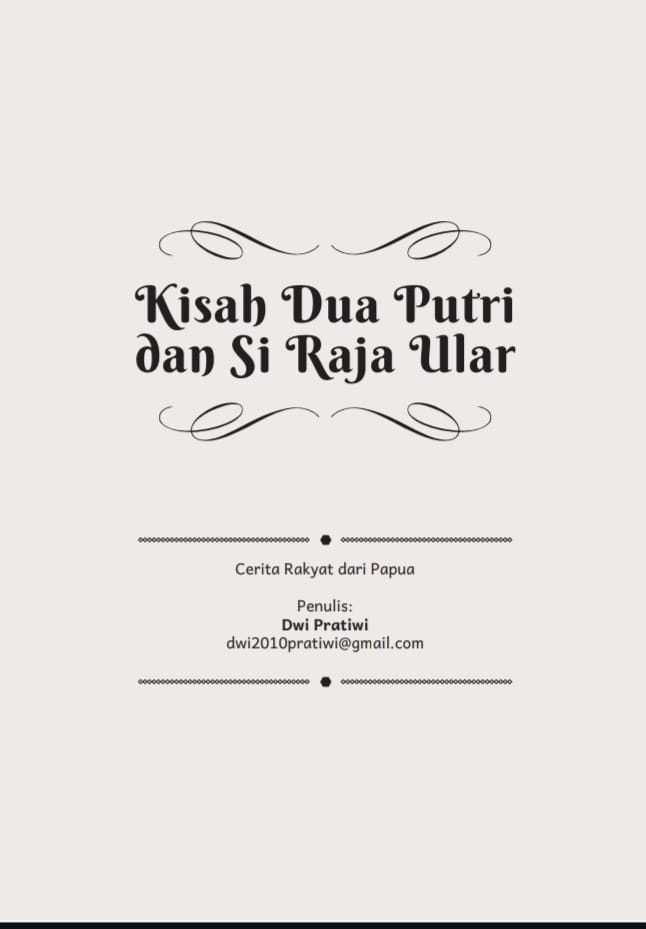 Kisah Dua Putri
dan Si Raja Ular
Cerita Rakyat dari Papua
Penulis:
Dwi Pratiwi
dwi2010pratiwi@gmail.com